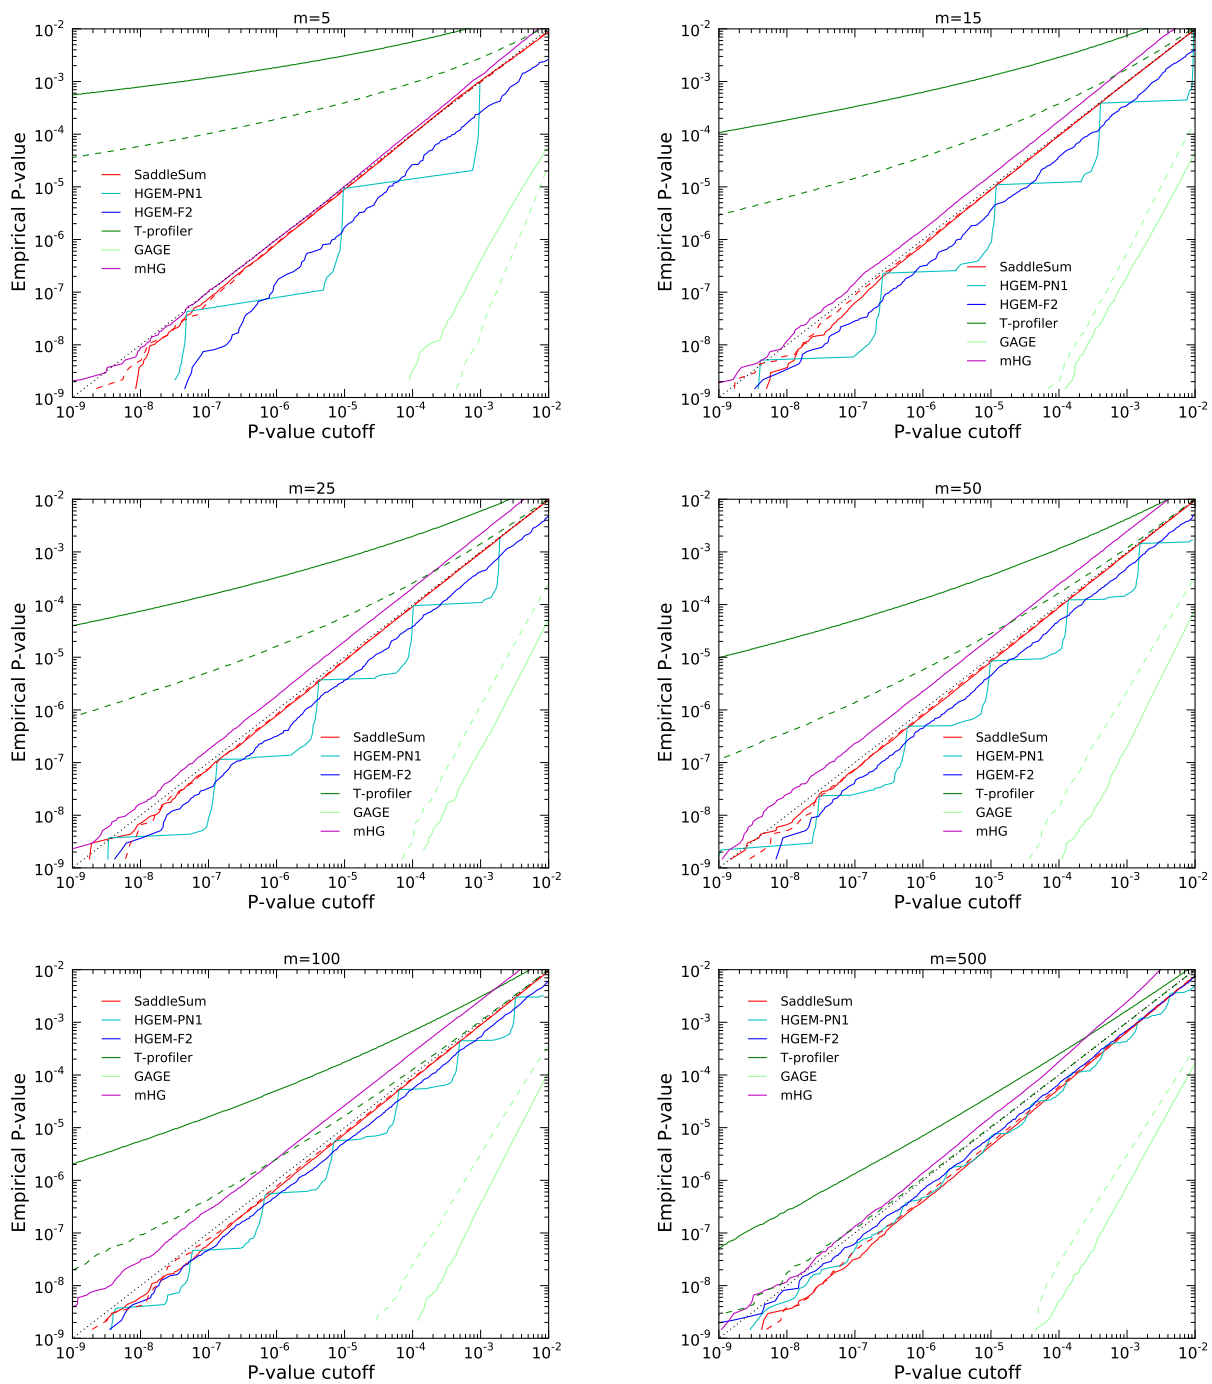 m=5
10-2
10-3
10-4
10-5
10-6
10-7
10-8
10-9
Empirical P-value
SaddleSum
HGEM-PN1
HGEM-F2
T-profiler
GAGE
mHG
10-9 10-8 10-7 10-6 10-5 10-4 10-3 10-2
P-value cutoff
m=15
10-2
10-3
10-4
10-5
10-6
10-7
10-8
10-9
Empirical P-value
SaddleSum
HGEM-PN1
HGEM-F2
T-profiler
GAGE
mHG
10-9 10-8 10-7 10-6 10-5 10-4 10-3 10-2
P-value cutoff
m=25
10-2
10-3
10-4
10-5
10-6
10-7
10-8
10-9
Empirical P-value
SaddleSum
HGEM-PN1
HGEM-F2
T-profiler
GAGE
mHG
10-9 10-8 10-7 10-6 10-5 10-4 10-3 10-2
P-value cutoff
m=50
10-2
10-3
10-4
10-5
10-6
10-7
10-8
10-9
Empirical P-value
SaddleSum
HGEM-PN1
HGEM-F2
T-profiler
GAGE
mHG
10-9 10-8 10-7 10-6 10-5 10-4 10-3 10-2
P-value cutoff
m=100
10-2
10-3
10-4
10-5
10-6
10-7
10-8
10-9
Empirical P-value
SaddleSum
HGEM-PN1
HGEM-F2
T-profiler
GAGE
mHG
10-9 10-8 10-7 10-6 10-5 10-4 10-3 10-2
P-value cutoff
m=500
10-2
10-3
10-4
10-5
10-6
10-7
10-8
10-9
Empirical P-value
SaddleSum
HGEM-PN1
HGEM-F2
T-profiler
GAGE
mHG
10-9 10-8 10-7 10-6 10-5 10-4 10-3 10-2
P-value cutoff